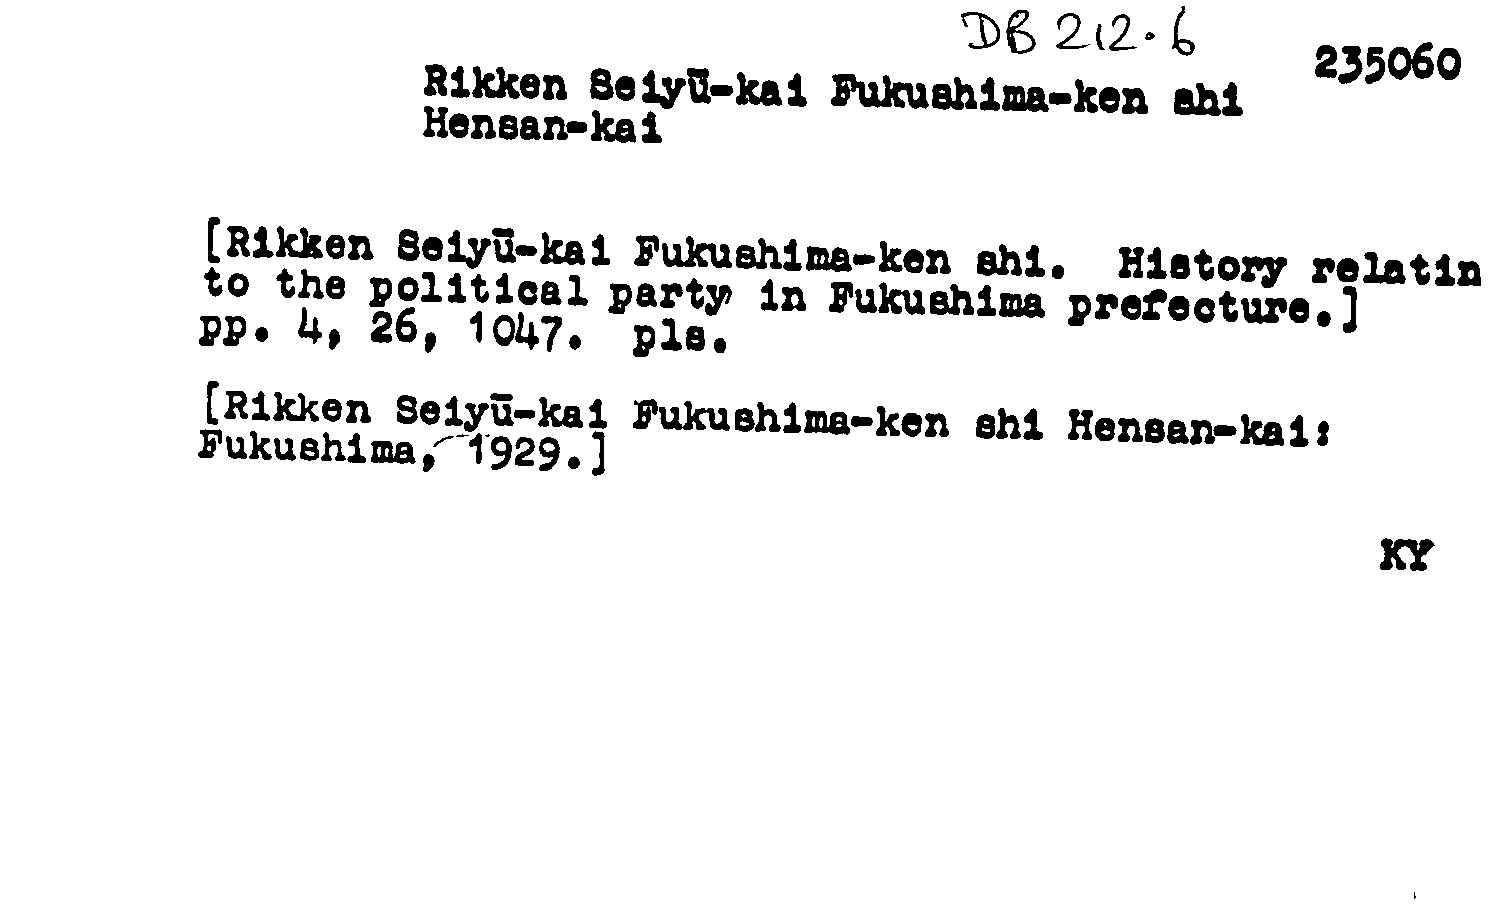 DB 212.6
235060
Rikken Seiyū-kai Fukushima-ken shi
Hensan-kai
[Rikken Seiyū-kai Fukushima-ken shi. History relatin
to the political party in Fukushima prefecture.]
pp. 4, 26, 1047. pls.
[Rikken Seiyū-kai Fukushima-ken shi Hensan-kai:
Fukushima, 1929.]
KY